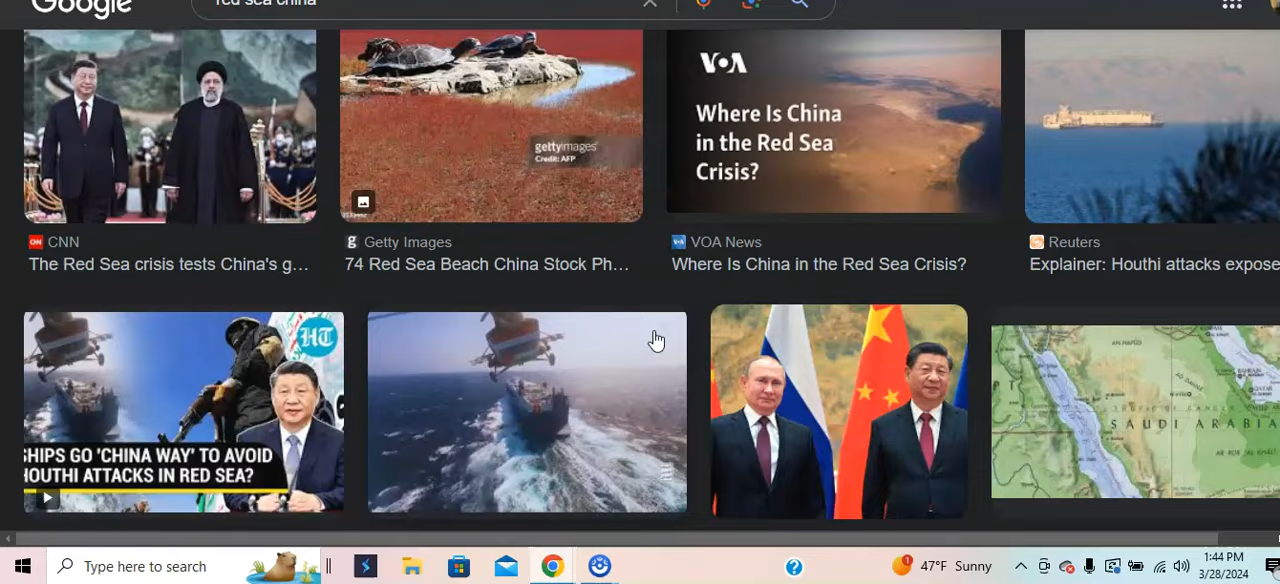 Google
red sea china
gettyimages
Credit: AFP
VOA
Where Is China
in the Red Sea
Crisis?
CNN
Getty Images
VOA News
Reuters
The Red Sea crisis tests China's g...
74 Red Sea Beach China Stock Ph...
Where Is China in the Red Sea Crisis?
Explainer: Houthi attacks expose
HT
SHIPS GO 'CHINA WAY' TO AVOID
HOUTHI ATTACKS IN RED SEA?
SAUDI ARABIA
Type here to search
47°F Sunny
1:44 PM
3/28/2024